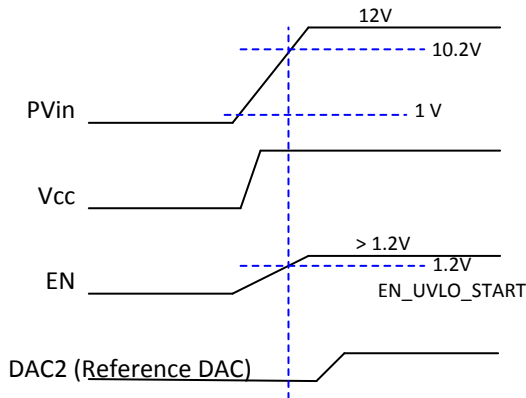 12V
10.2V
PVin
1 V
Vcc
> 1.2V
1.2V
EN
EN_UVLO_START
DAC2 (Reference DAC)